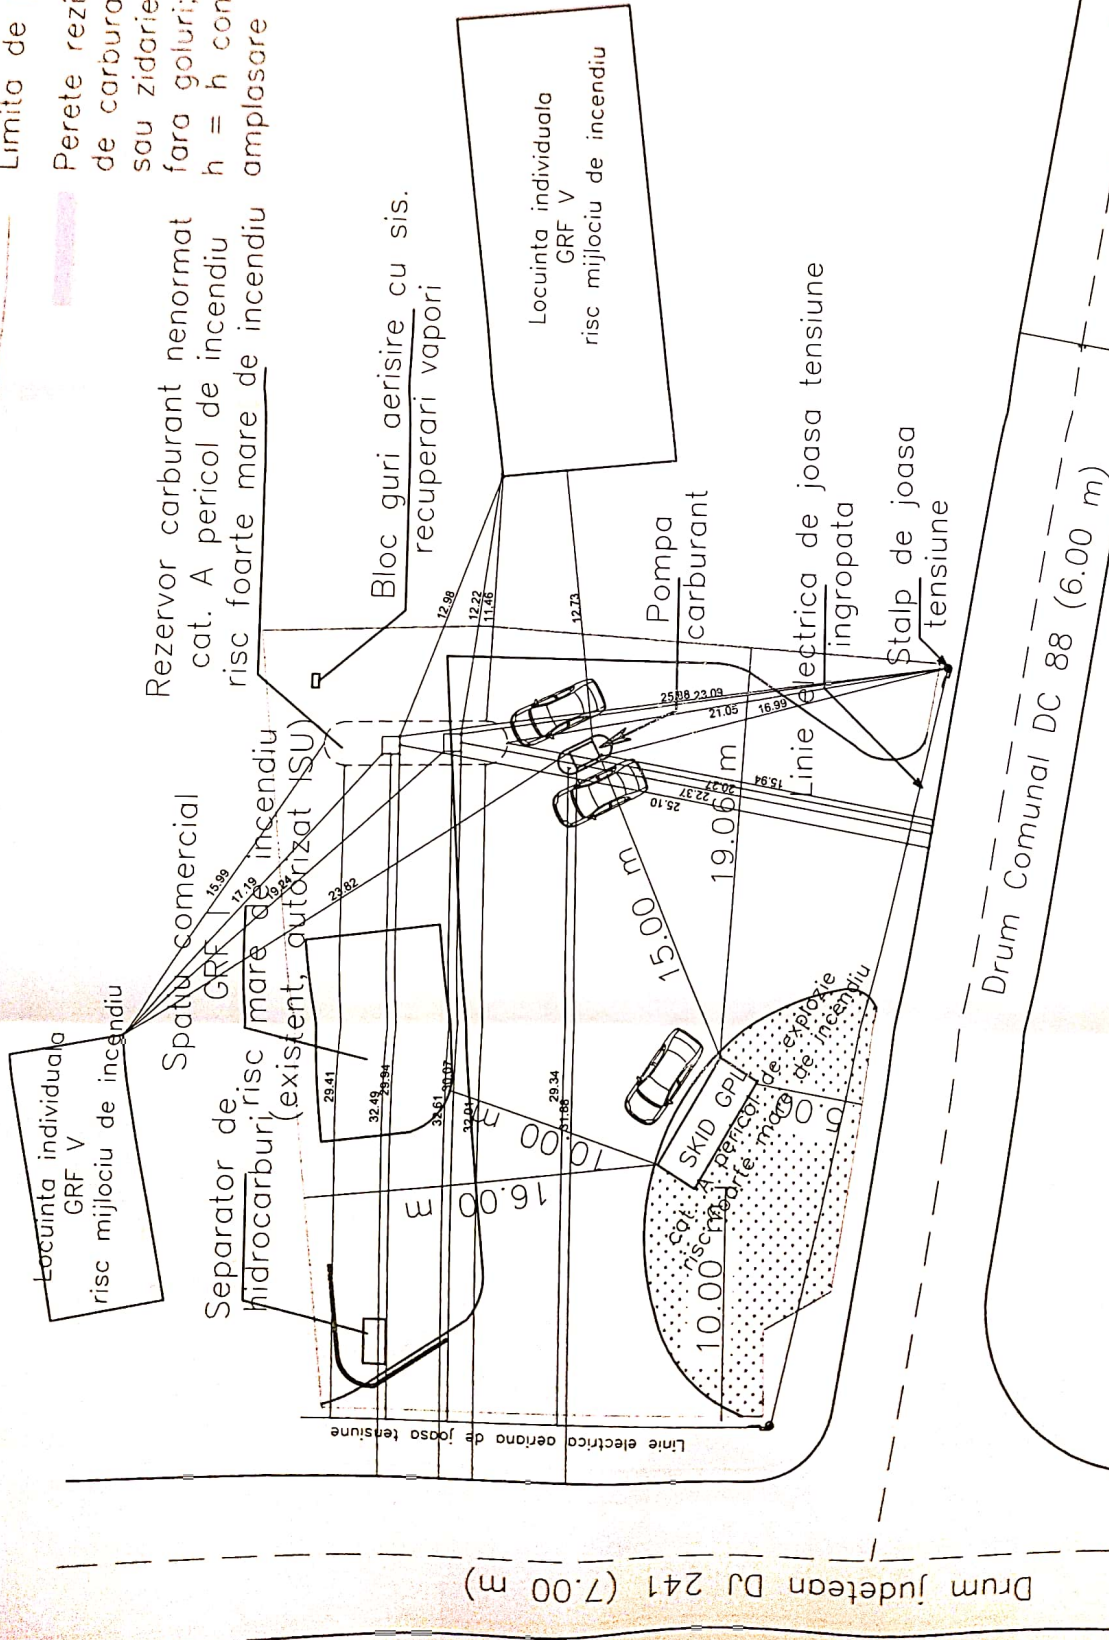 Limita de
Perete rezi
de carbura
sau zidarie
fara goluri;
h = h con
amplasare
Rezervor carburant nenormat
cat. A pericol de incendiu
risc foarte mare de incendiu
Bloc guri aerisire cu sis.
recuperari vapori
Locuinta individuala
GRF V
risc mijlociu de incendiu
Pompa
carburant
Linie electrica de joasa tensiune
ingropata
Stalp de joasa
tensiune
Drum Comunal DC 88 (6.00 m)
Locuinta individuala
GRF V
risc mijlociu de incendiu
Spatiu comercial
GRF I
risc mare de incendiu
(existent, autorizat ISU)
Separator de
hidrocarburi
12.98
12.22
11.46
12.73
25.88
23.09
21.05
16.99
15.94
20.27
22.37
25.10
15.99
17.19
19.24
23.82
19.06 m
15.00 m
29.41
32.49
29.94
32.61
30.07
32.01
29.34
31.88
10.00 m
16.00 m
SKID GPL
cat. A pericol de explozie
risc foarte mare de incendiu
10.00 m
Linie electrica aeriana de joasa tensiune
Drum judetean DJ 241 (7.00 m)